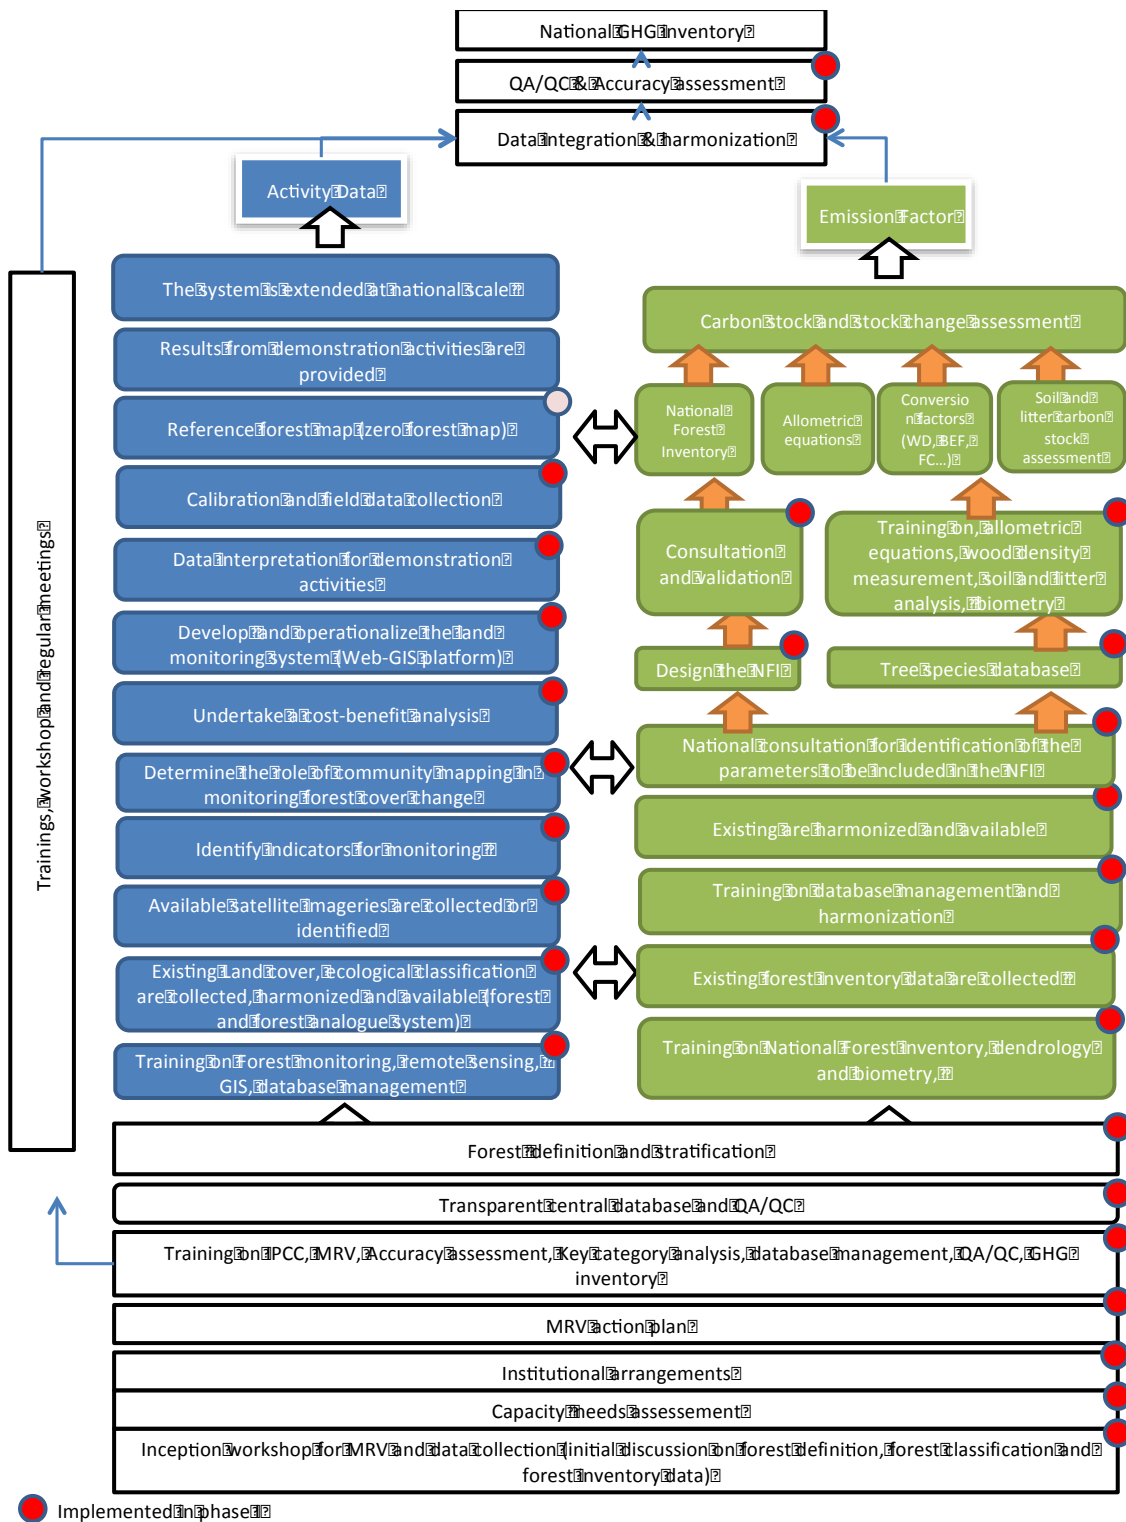 National GHG inventory
QA/QC & Accuracy assessment
Data integration & harmonization
Activity Data
Emission Factor
Trainings, workshop and regular meetings
The system is extended at national scale
Results from demonstration activities are
provided
Reference forest map (zero forest map)
Calibration and field data collection
Data interpretation for demonstration
activities
Develop and operationalize the land
monitoring system (Web-GIS platform)
Undertake a cost-benefit analysis
Determine the role of community mapping in
monitoring forest cover change
Identify indicators for monitoring
Available satellite imageries are collected or
identified
Existing Land cover, ecological classification
are collected, harmonized and available (forest
and forest analogue system)
Training on Forest monitoring, remote sensing,
GIS, database management
Carbon stock and stock change assessment
National
Forest
Inventory
Allometric
equations
Conversio
n factors
(WD, BEF,
FC...)
Soil and
litter carbon
stock
assessment
Consultation
and validation
Training on, allometric
equations, wood density
measurement, soil and litter
analysis, biometry
Design the NFI
Tree species database
National consultation for identification of the
parameters to be included in the NFI
Existing are harmonized and available
Training on database management and
harmonization
Existing forest inventory data are collected
Training on National Forest inventory, dendrology
and biometry,
Forest definition and stratification
Transparent central database and QA/QC
Training on IPCC, MRV, Accuracy assessment, Key category analysis, database management, QA/QC, GHG
inventory
MRV action plan
Institutional arrangements
Capacity needs assessement
Inception workshop for MRV and data collection (initial discussion on forest definition, forest classification and
forest inventory data)
Implemented in phase